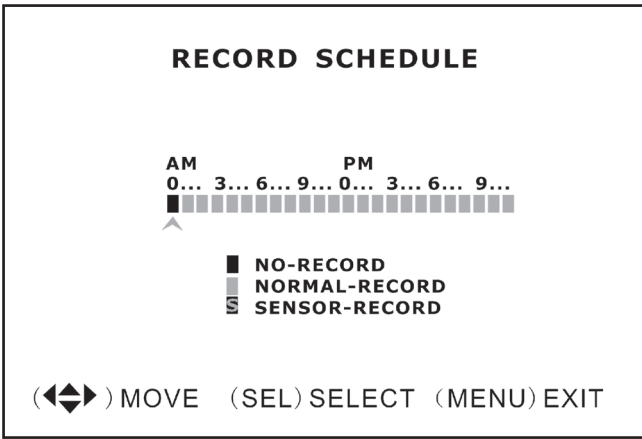 RECORD SCHEDULE
AM PM
0... 3... 6... 9... 0... 3... 6... 9...
NO-RECORD
NORMAL-RECORD
S SENSOR-RECORD
(◀▲▼▶) MOVE (SEL) SELECT (MENU) EXIT